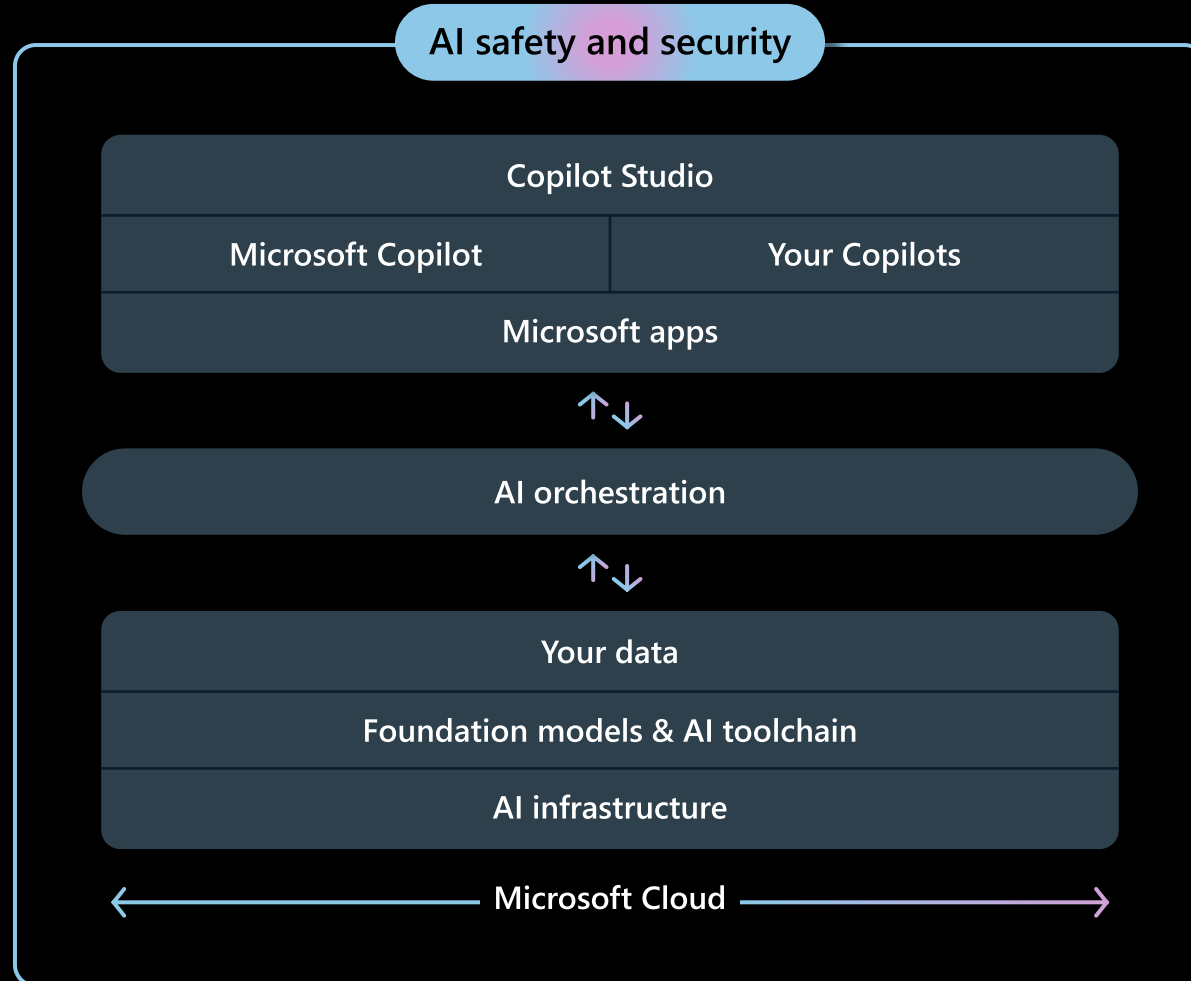 AI safety and security
Copilot Studio
Microsoft Copilot
Your Copilots
Microsoft apps
AI orchestration
Your data
Foundation models & AI toolchain
AI infrastructure
Microsoft Cloud